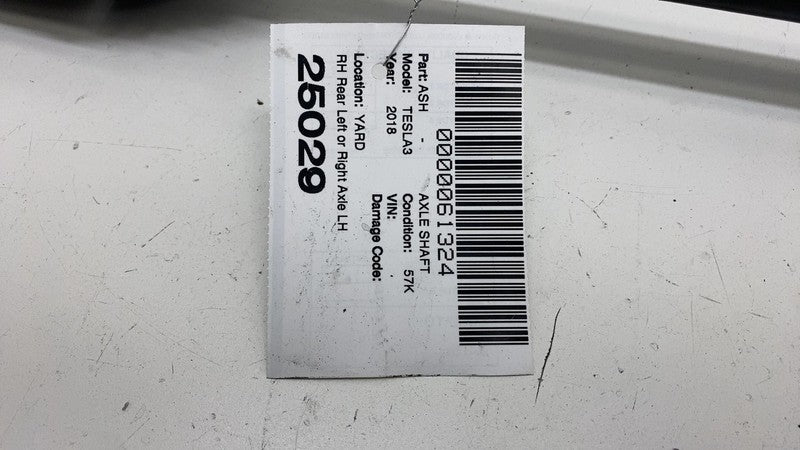 0000061324
Part: ASH - AXLE SHAFT
Model: TESLA3 Condition: 57K
Year: 2018 VIN:
Damage Code:
Location: YARD
RH Rear Left or Right Axle LH
25029